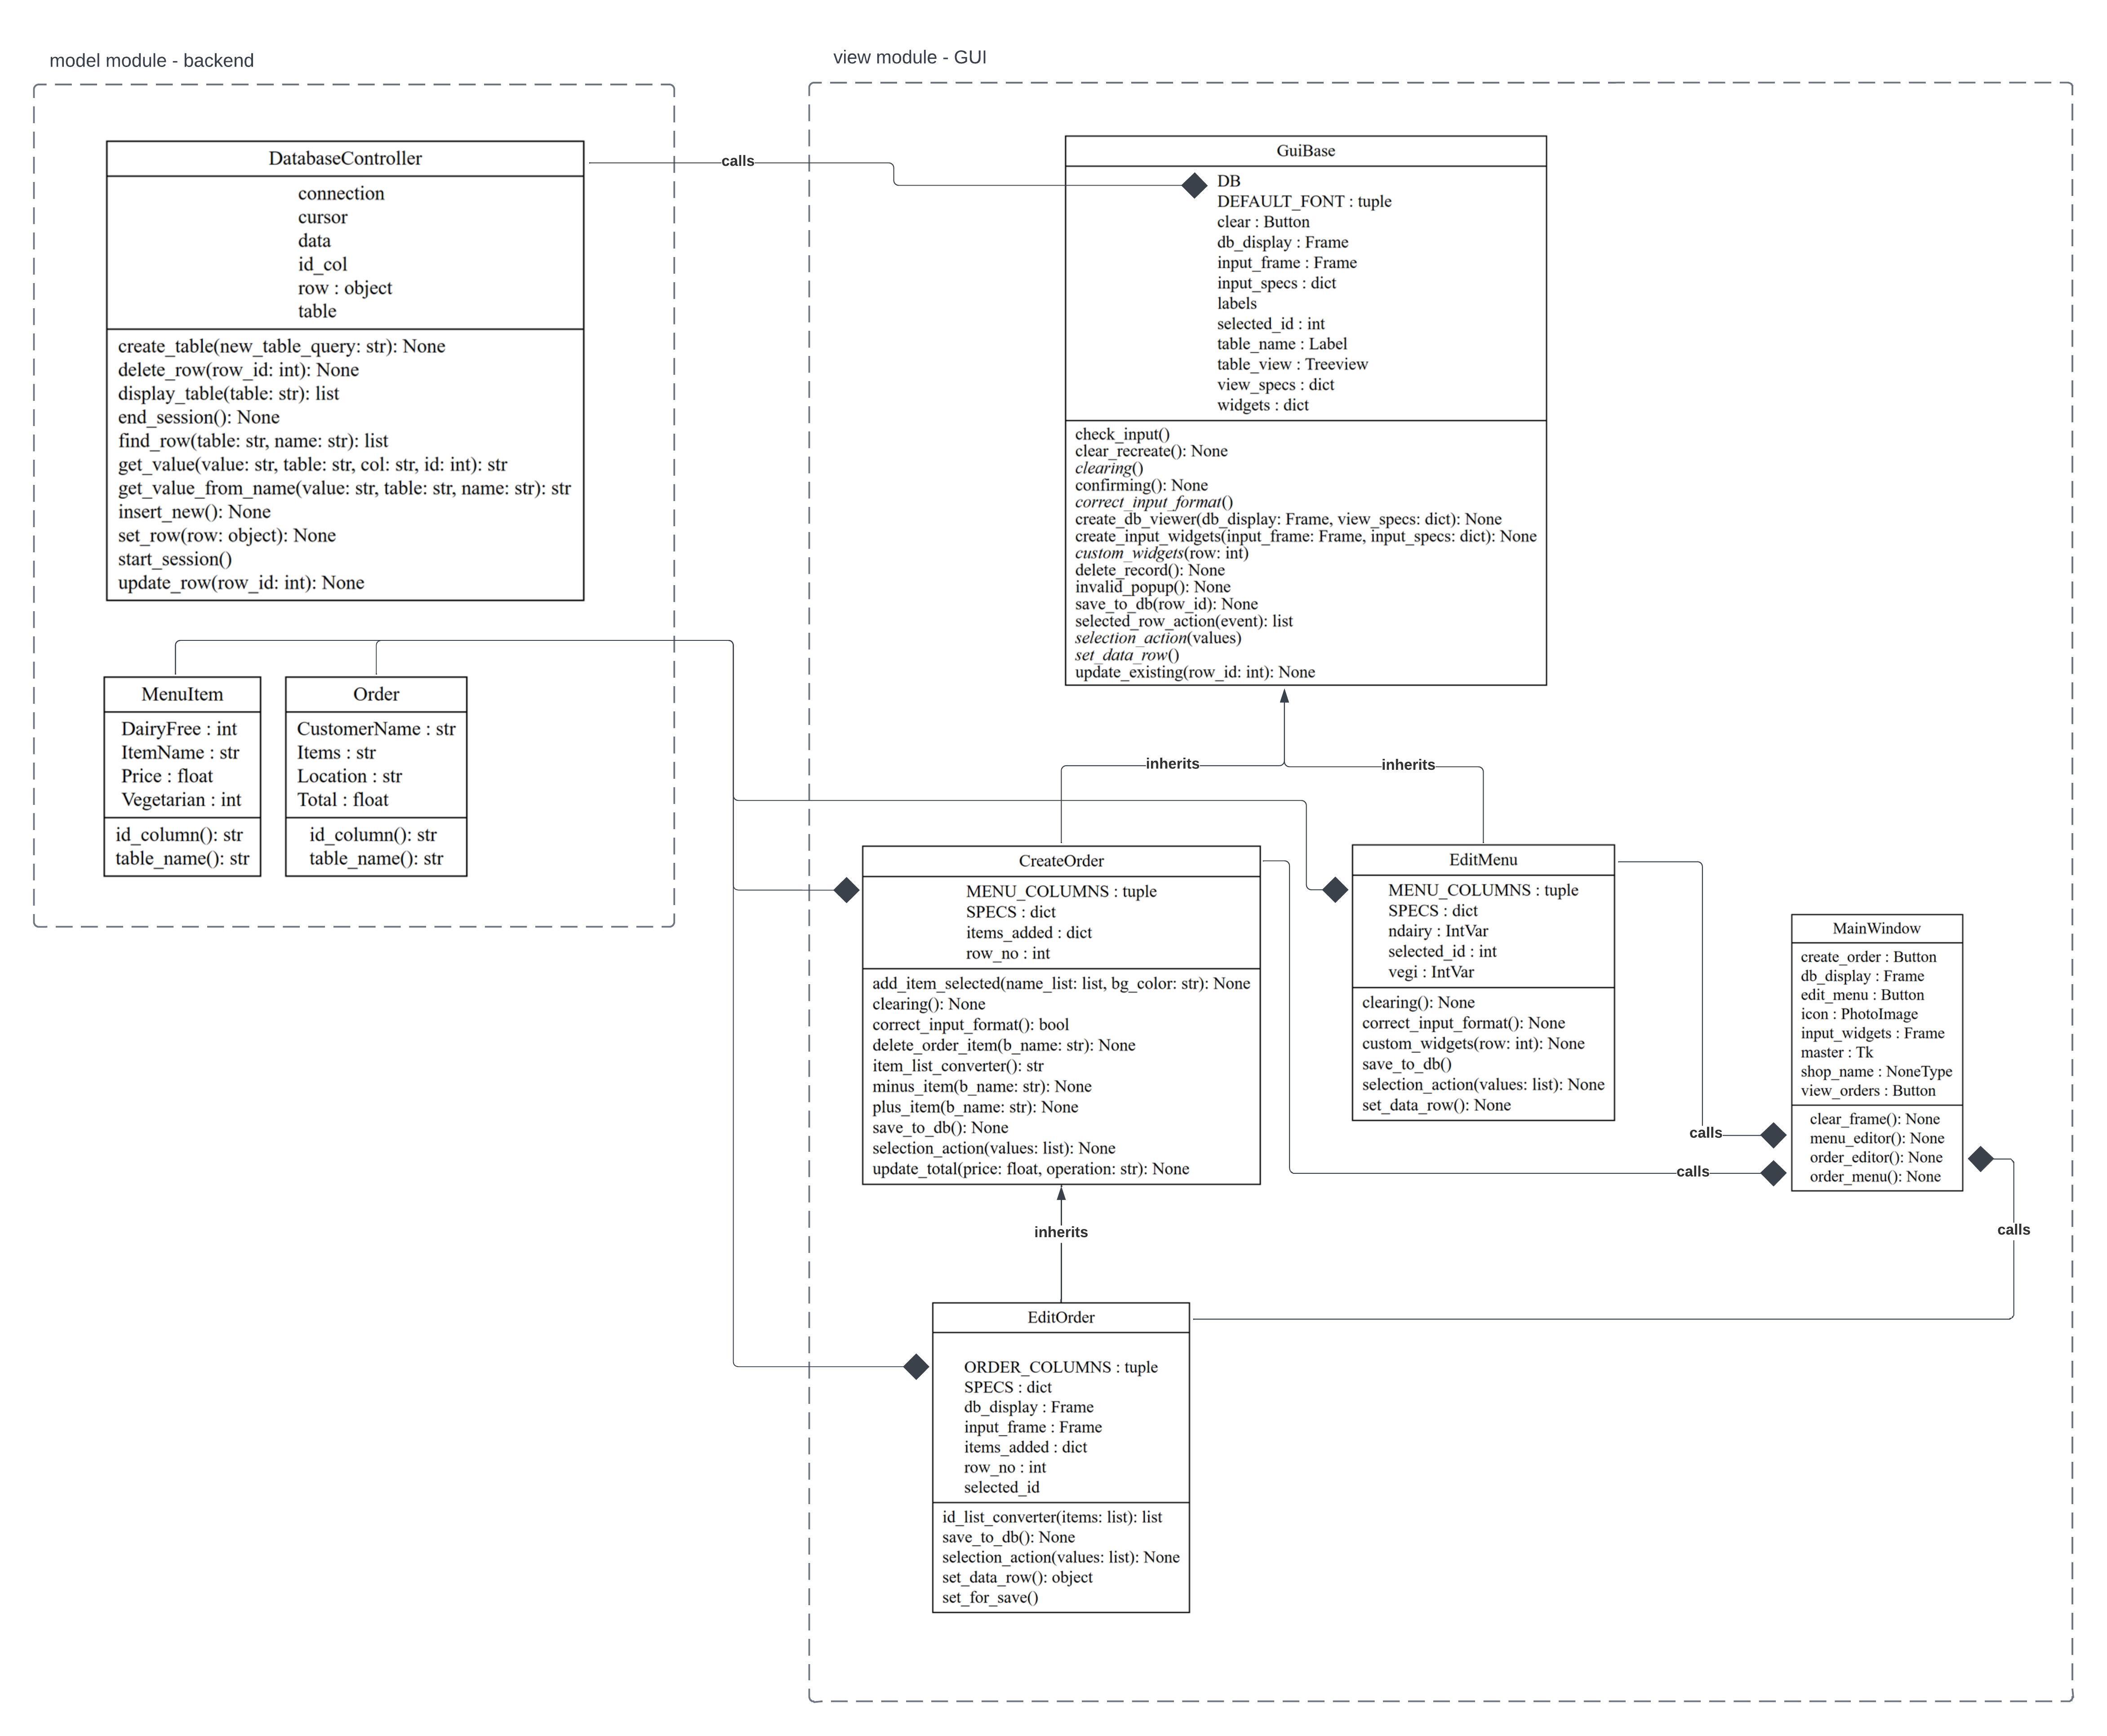 model module - backend
DatabaseController
connection
cursor
data
id_col
row : object
table
create_table(new_table_query: str): None
delete_row(row_id: int): None
display_table(table: str): list
end_session(): None
find_row(table: str, name: str): list
get_value(value: str, table: str, col: str, id: int): str
get_value_from_name(value: str, table: str, name: str): str
insert_new(): None
set_row(row: object): None
start_session()
update_row(row_id: int): None
MenuItem
DairyFree : int
ItemName : str
Price : float
Vegetarian : int
id_column(): str
table_name(): str
Order
CustomerName : str
Items : str
Location : str
Total : float
id_column(): str
table_name(): str
calls
view module - GUI
GuiBase
DB
DEFAULT_FONT : tuple
clear : Button
db_display : Frame
input_frame : Frame
input_specs : dict
labels
selected_id : int
table_name : Label
table_view : Treeview
view_specs : dict
widgets : dict
check_input()
clear_recreate(): None
clearing()
confirming(): None
correct_input_format()
create_db_viewer(db_display: Frame, view_specs: dict): None
create_input_widgets(input_frame: Frame, input_specs: dict): None
custom_widgets(row: int)
delete_record(): None
invalid_popup(): None
save_to_db(row_id): None
selected_row_action(event): list
selection_action(values)
set_data_row()
update_existing(row_id: int): None
inherits
inherits
CreateOrder
MENU_COLUMNS : tuple
SPECS : dict
items_added : dict
row_no : int
add_item_selected(name_list: list, bg_color: str): None
clearing(): None
correct_input_format(): bool
delete_order_item(b_name: str): None
item_list_converter(): str
minus_item(b_name: str): None
plus_item(b_name: str): None
save_to_db(): None
selection_action(values: list): None
update_total(price: float, operation: str): None
EditMenu
MENU_COLUMNS : tuple
SPECS : dict
ndairy : IntVar
selected_id : int
vegi : IntVar
clearing(): None
correct_input_format(): None
custom_widgets(row: int): None
save_to_db()
selection_action(values: list): None
set_data_row(): None
MainWindow
create_order : Button
db_display : Frame
edit_menu : Button
icon : PhotoImage
input_widgets : Frame
master : Tk
shop_name : NoneType
view_orders : Button
clear_frame(): None
menu_editor(): None
order_editor(): None
order_menu(): None
calls
calls
calls
inherits
EditOrder
ORDER_COLUMNS : tuple
SPECS : dict
db_display : Frame
input_frame : Frame
items_added : dict
row_no : int
selected_id
id_list_converter(items: list): list
save_to_db(): None
selection_action(values: list): None
set_data_row(): object
set_for_save()